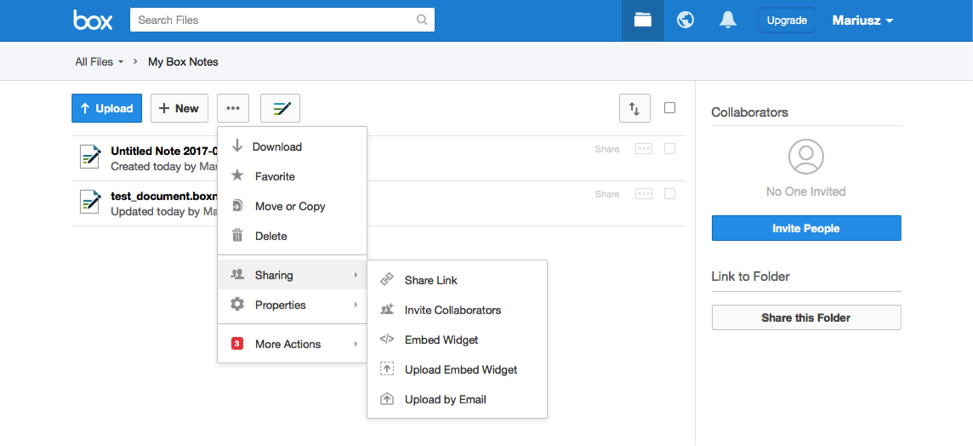 box
Search Files
Upgrade
Mariusz
All Files
My Box Notes
Upload
New
Untitled Note 2017-0
Created today by Mar
Share
test_document.boxn
Updated today by Ma
Share
Download
Favorite
Move or Copy
Delete
Sharing
Properties
3 More Actions
Share Link
Invite Collaborators
</> Embed Widget
Upload Embed Widget
Upload by Email
Collaborators
No One Invited
Invite People
Link to Folder
Share this Folder